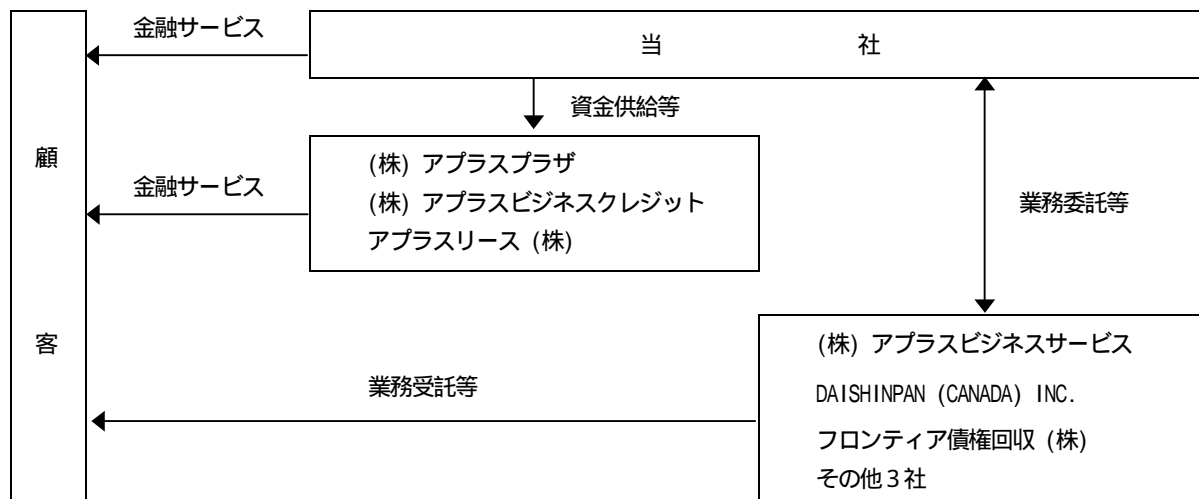 金融サービス
当 社
資金供給等
顧
客
(株) アプラスプラザ
(株) アプラスビジネスクレジット
アプラスリース (株)
金融サービス
業務委託等
(株) アプラスビジネスサービス
DAISHINPAN (CANADA) INC.
フロンティア債権回収 (株)
その他3社
業務受託等